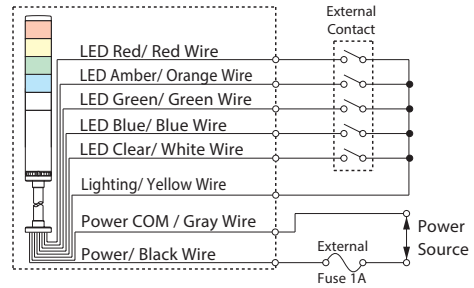 External
Contact
LED Red/ Red Wire
LED Amber/ Orange Wire
LED Green/ Green Wire
LED Blue/ Blue Wire
LED Clear/ White Wire
Lighting/ Yellow Wire
Power COM / Gray Wire
Power
Source
External
Power/ Black Wire
Fuse 1A